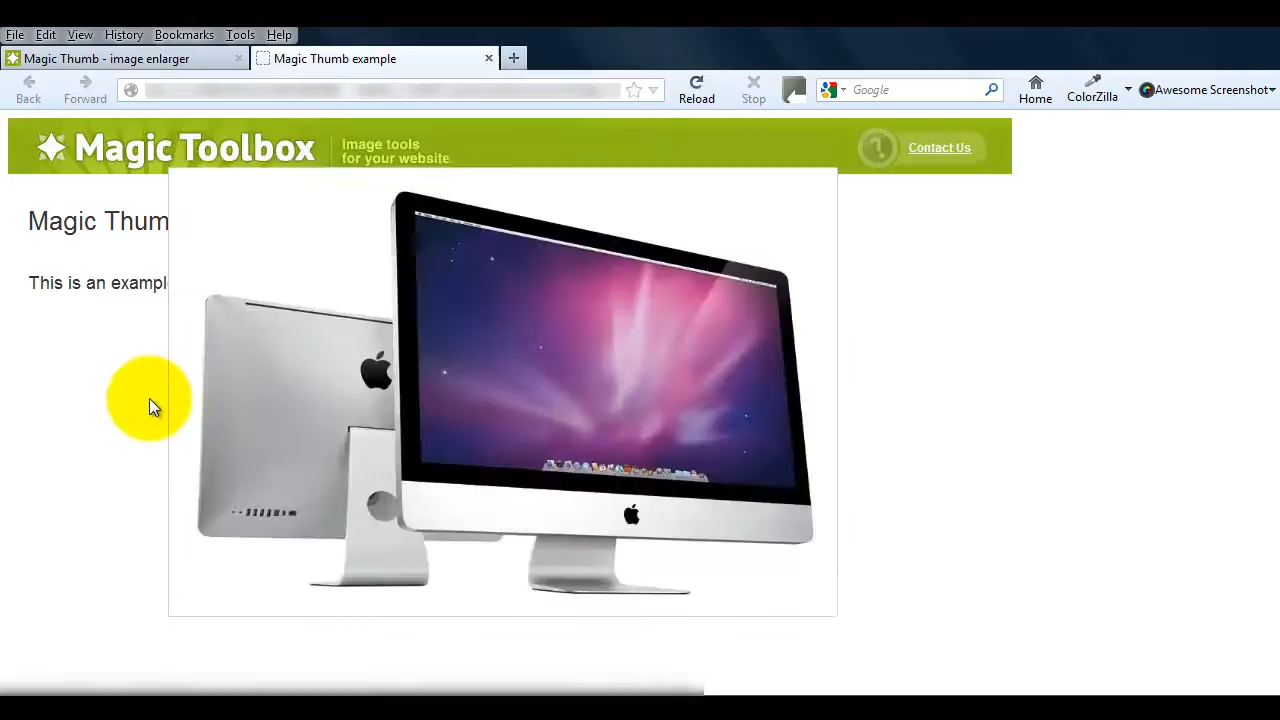 File Edit View History Bookmarks Tools Help
Magic Thumb - image enlarger × Magic Thumb example × +
Back Forward Reload Stop Google Home ColorZilla Awesome Screenshot
Magic Toolbox
Image tools
for your website
? Contact Us
Magic Thum
This is an exampl